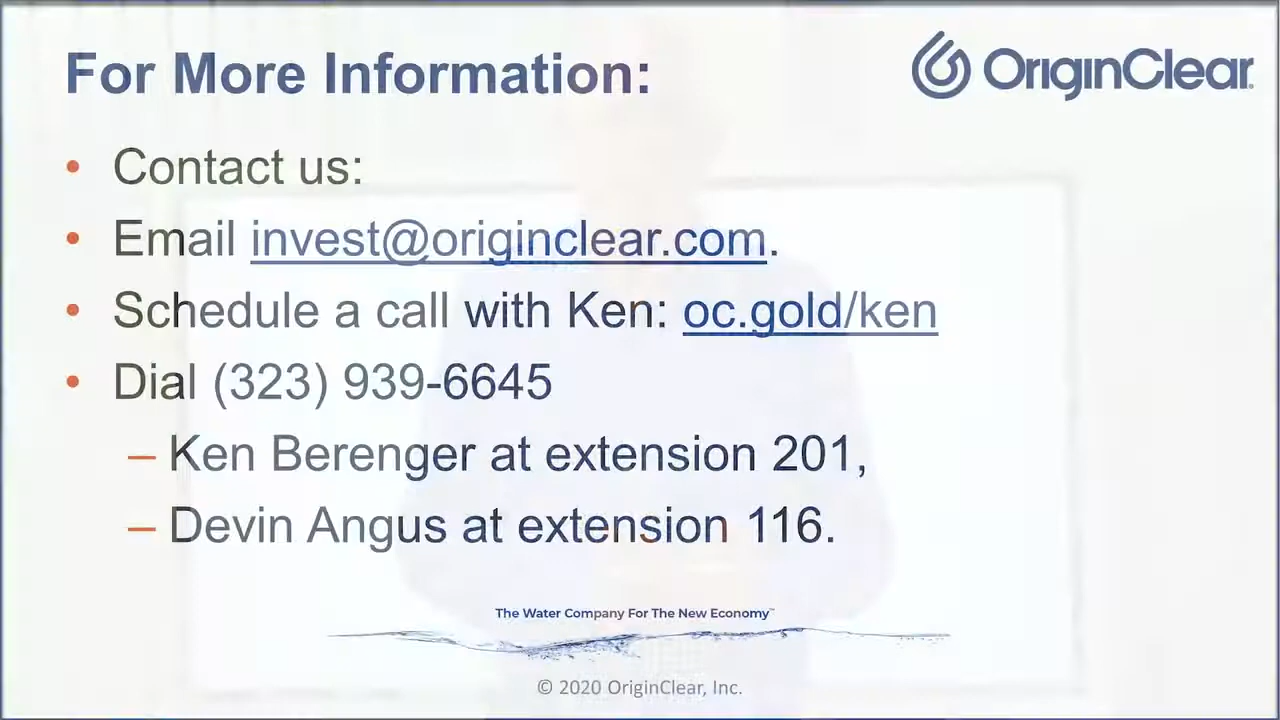 For More Information:
OriginClear®
• Contact us:
• Email invest@originclear.com.
• Schedule a call with Ken: oc.gold/ken
• Dial (323) 939-6645
– Ken Berenger at extension 201,
– Devin Angus at extension 116.
The Water Company For The New Economy™
© 2020 OriginClear, Inc.